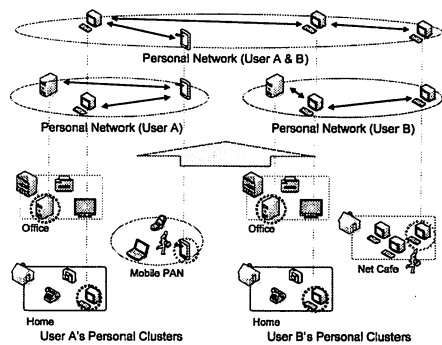 Personal Network (User A & B)
Personal Network (User A)
Personal Network (User B)
Office
Office
Mobile PAN
Net Cafe
Home
Home
User A's Personal Clusters
User B's Personal Clusters